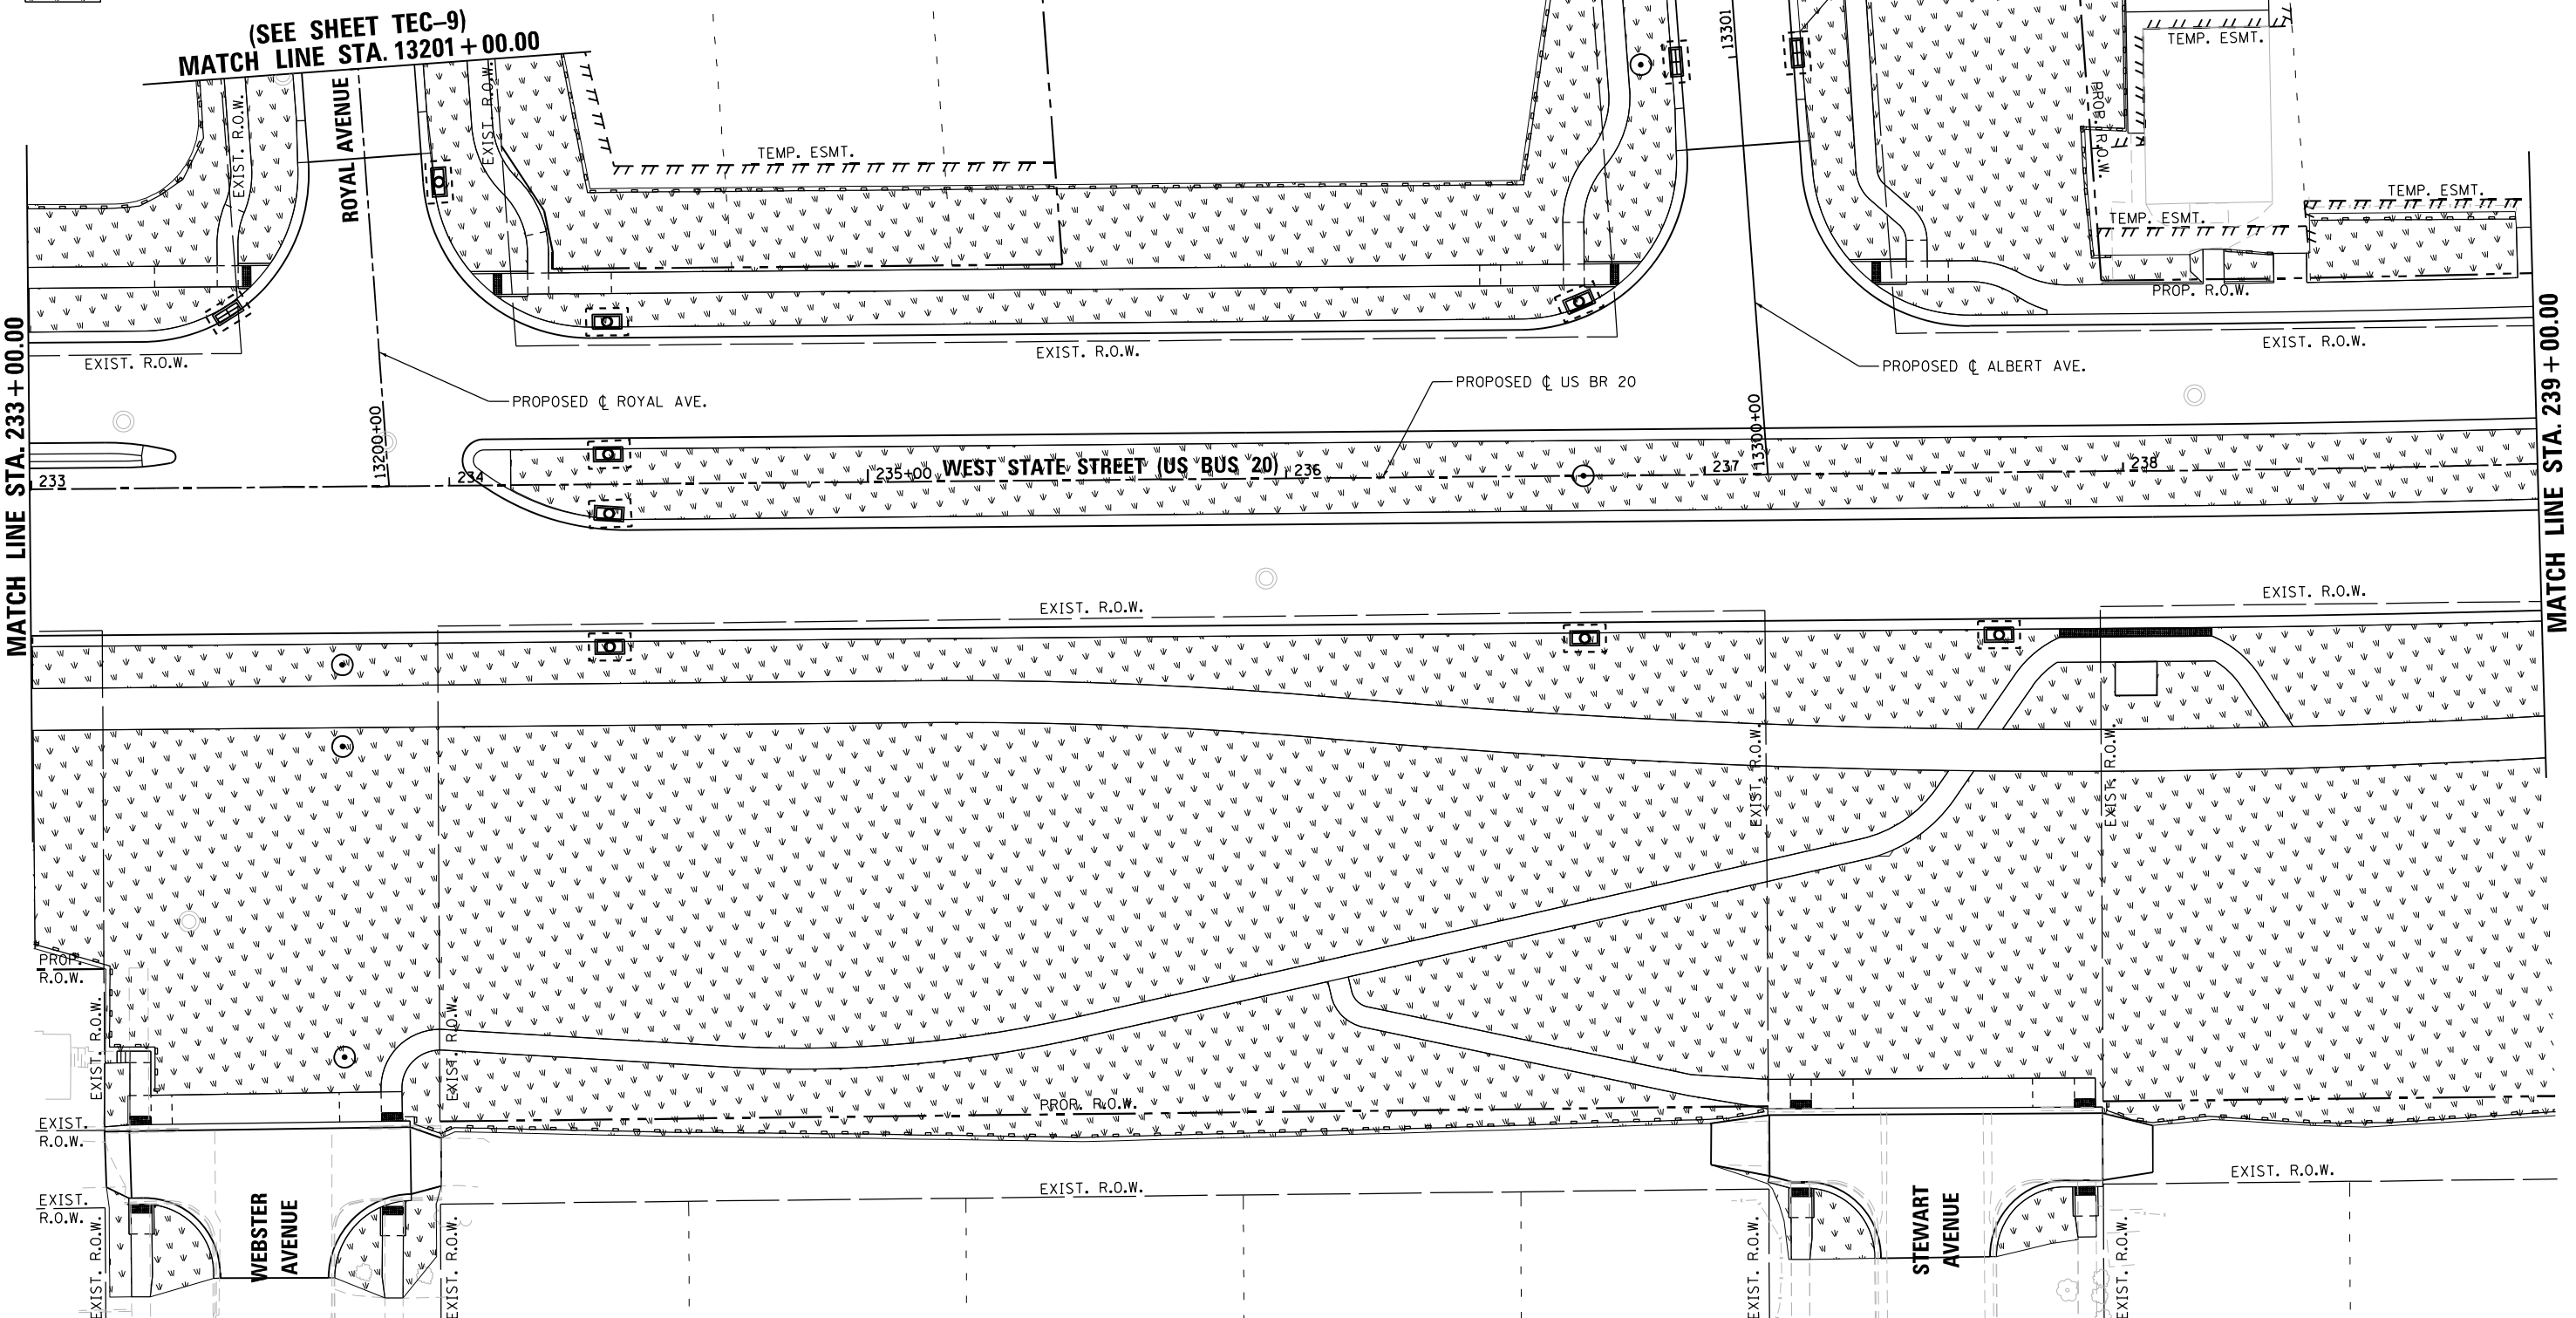 (SEE SHEET TEC–9)
MATCH LINE STA. 13201+00.00
ROYAL AVENUE
EXIST. R.O.W.
EXIST. R.O.W.
TEMP. ESMT.
13301
TEMP. ESMT.
PROP. R.O.W.
TEMP. ESMT.
TEMP. ESMT.
PROP. R.O.W.
EXIST. R.O.W.
EXIST. R.O.W.
EXIST. R.O.W.
MATCH LINE STA. 233+00.00
MATCH LINE STA. 239+00.00
PROPOSED ℄ ROYAL AVE.
PROPOSED ℄ US BR 20
PROPOSED ℄ ALBERT AVE.
13200+00
13300+00
233
234
235+00
WEST STATE STREET (US BUS 20)
236
237
238
EXIST. R.O.W.
EXIST. R.O.W.
EXIST. R.O.W.
EXIST. R.O.W.
PROP.
R.O.W.
EXIST. R.O.W.
EXIST. R.O.W.
PROP. R.O.W.
EXIST.
R.O.W.
EXIST.
R.O.W.
EXIST. R.O.W.
EXIST. R.O.W.
EXIST. R.O.W.
WEBSTER
AVENUE
STEWART
AVENUE
EXIST. R.O.W.
EXIST. R.O.W.
EXIST. R.O.W.
EXIST. R.O.W.